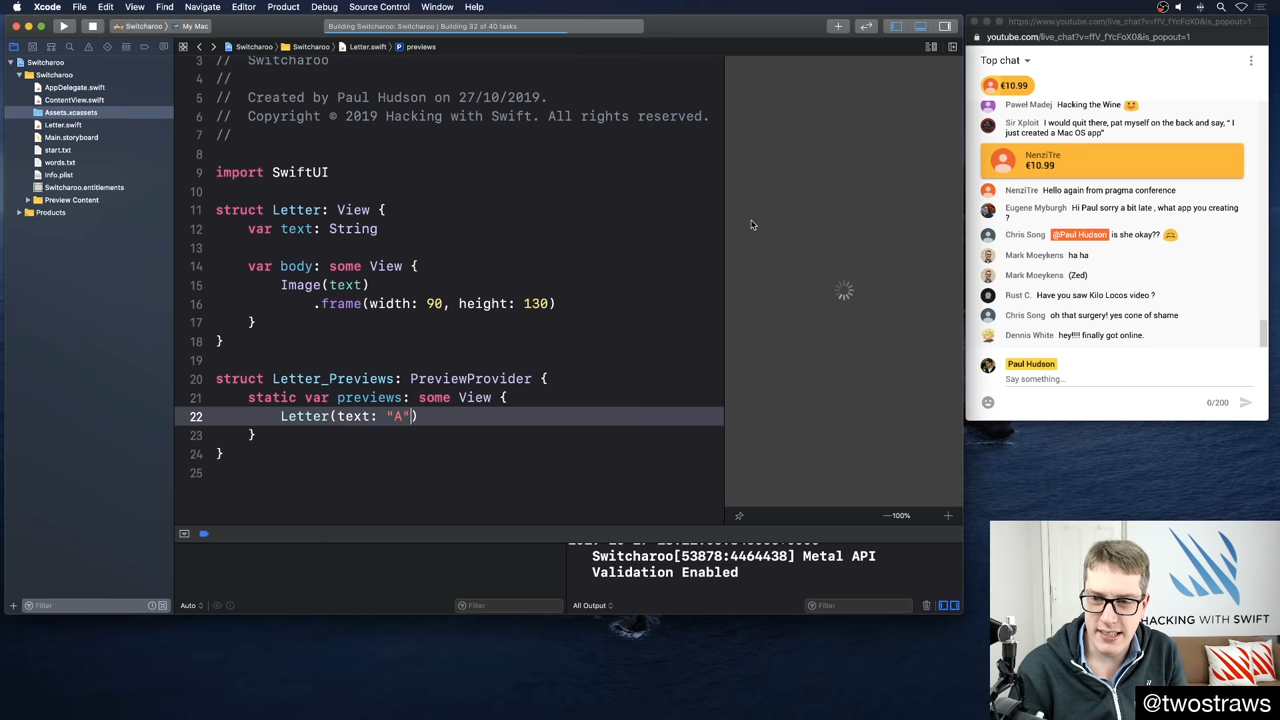 Xcode File Edit View Find Navigate Editor Product Debug Source Control Window Help
Switcharoo My Mac
Building Switcharoo | Building 32 of 40 tasks
Switcharoo Switcharoo Letter.swift P previews
Switcharoo
Switcharoo
AppDelegate.swift
ContentView.swift
Assets.xcassets
Letter.swift
Main.storyboard
start.txt
words.txt
Info.plist
Switcharoo.entitlements
Preview Content
Products
3 // Switcharoo
4 //
5 // Created by Paul Hudson on 27/10/2019.
6 // Copyright © 2019 Hacking with Swift. All rights reserved.
7 //
8
9 import SwiftUI
10
11 struct Letter: View {
12 var text: String
13
14 var body: some View {
15 Image(text)
16 .frame(width: 90, height: 130)
17 }
18 }
19
20 struct Letter_Previews: PreviewProvider {
21 static var previews: some View {
22 Letter(text: "A")
23 }
24 }
25
100%
Switcharoo[53878:4464438] Metal API
Validation Enabled
Filter
Auto
Filter
All Output
Filter
https://www.youtube.com/live_chat?v=ffV_fYcFoX0&is_popout=1
youtube.com/live_chat?v=ffV_fYcFoX0&is_popout=1
Top chat
€10.99
Paweł Madej Hacking the Wine
Sir Xploit I would quit there, pat myself on the back and say, " I
just created a Mac OS app"
NenziTre
€10.99
NenziTre Hello again from pragma conference
Eugene Myburgh Hi Paul sorry a bit late , what app you creating
?
Chris Song @Paul Hudson is she okay??
Mark Moeykens ha ha
Mark Moeykens (Zed)
Rust C. Have you saw Kilo Locos video ?
Chris Song oh that surgery! yes cone of shame
Dennis White hey!!!! finally got online.
Paul Hudson
Say something...
0/200
HACKING WITH SWIFT
@twostraws